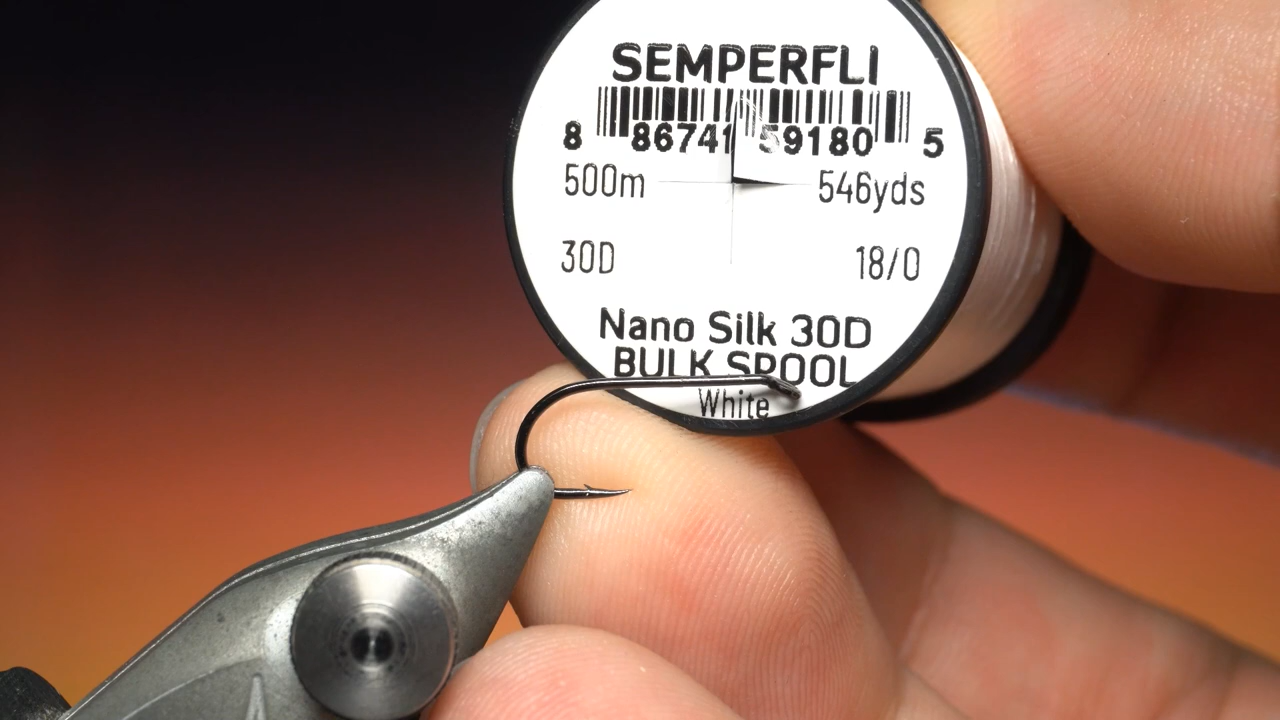 SEMPERFLI
8 86741 59180 5
500m 546yds
30D 18/0
Nano Silk 30D
BULK SPOOL
White